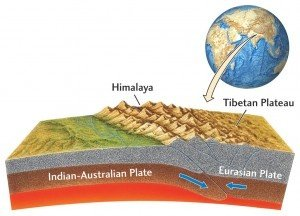 Himalaya
Tibetan Plateau
Indian-Australian Plate
Eurasian Plate